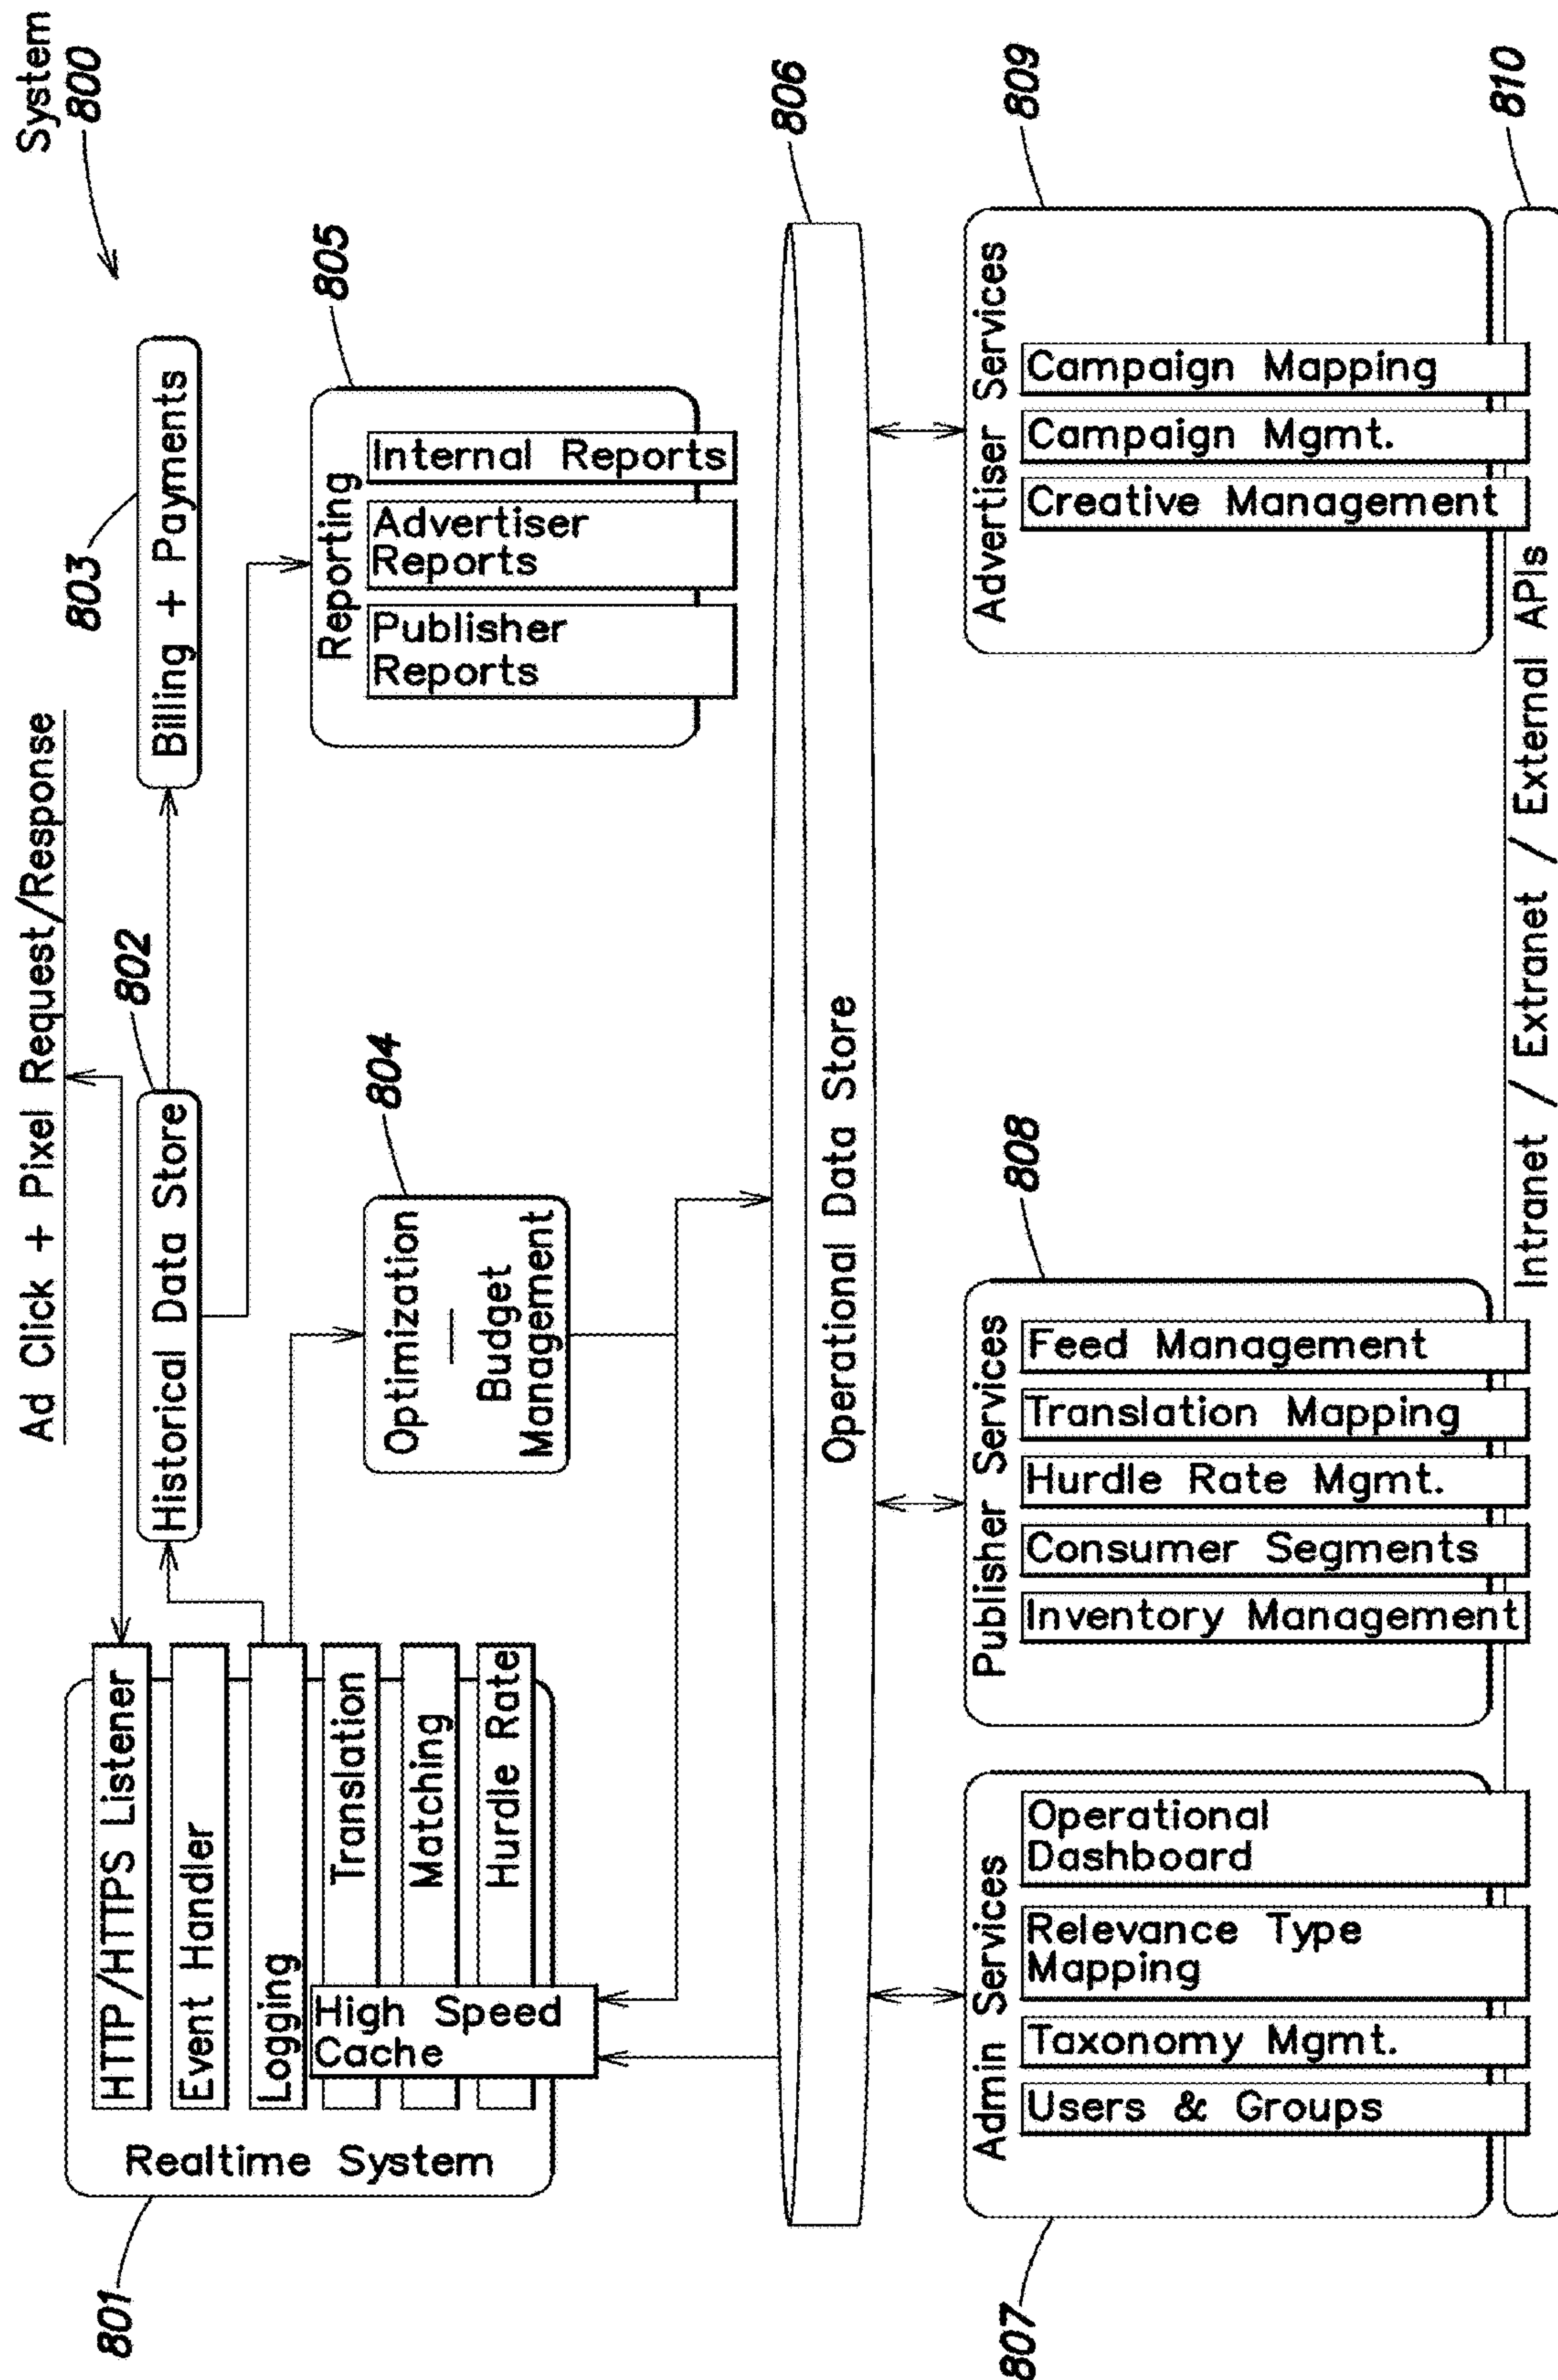 System
800
Ad Click + Pixel Request/Response
801
Realtime System
HTTP/HTTPS Listener
Event Handler
Logging
Translation
Matching
Hurdle Rate
High Speed
Cache
802
Historical Data Store
803
Billing + Payments
804
Optimization
—
Budget
Management
805
Reporting
Publisher
Reports
Advertiser
Reports
Internal Reports
806
Operational Data Store
807
Admin Services
Users & Groups
Taxonomy Mgmt.
Relevance Type
Mapping
Operational
Dashboard
808
Publisher Services
Inventory Management
Consumer Segments
Hurdle Rate Mgmt.
Translation Mapping
Feed Management
809
Advertiser Services
Creative Management
Campaign Mgmt.
Campaign Mapping
810
Intranet / Extranet / External APIs